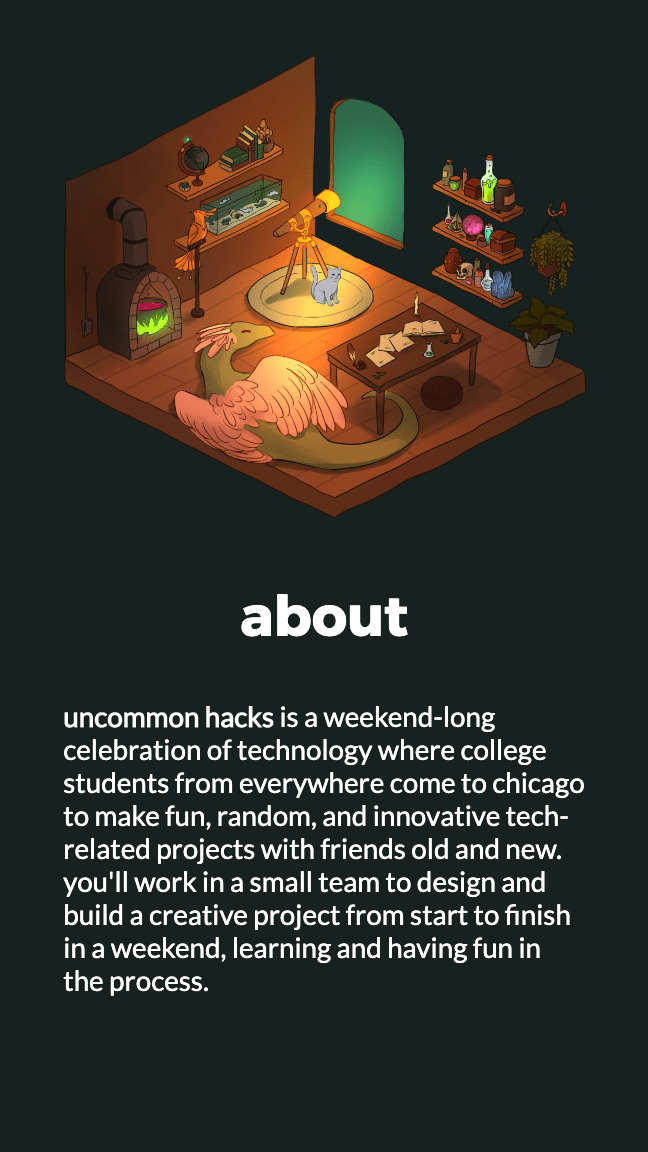 about
uncommon hacks is a weekend-long
celebration of technology where college
students from everywhere come to chicago
to make fun, random, and innovative tech-
related projects with friends old and new.
you'll work in a small team to design and
build a creative project from start to finish
in a weekend, learning and having fun in
the process.